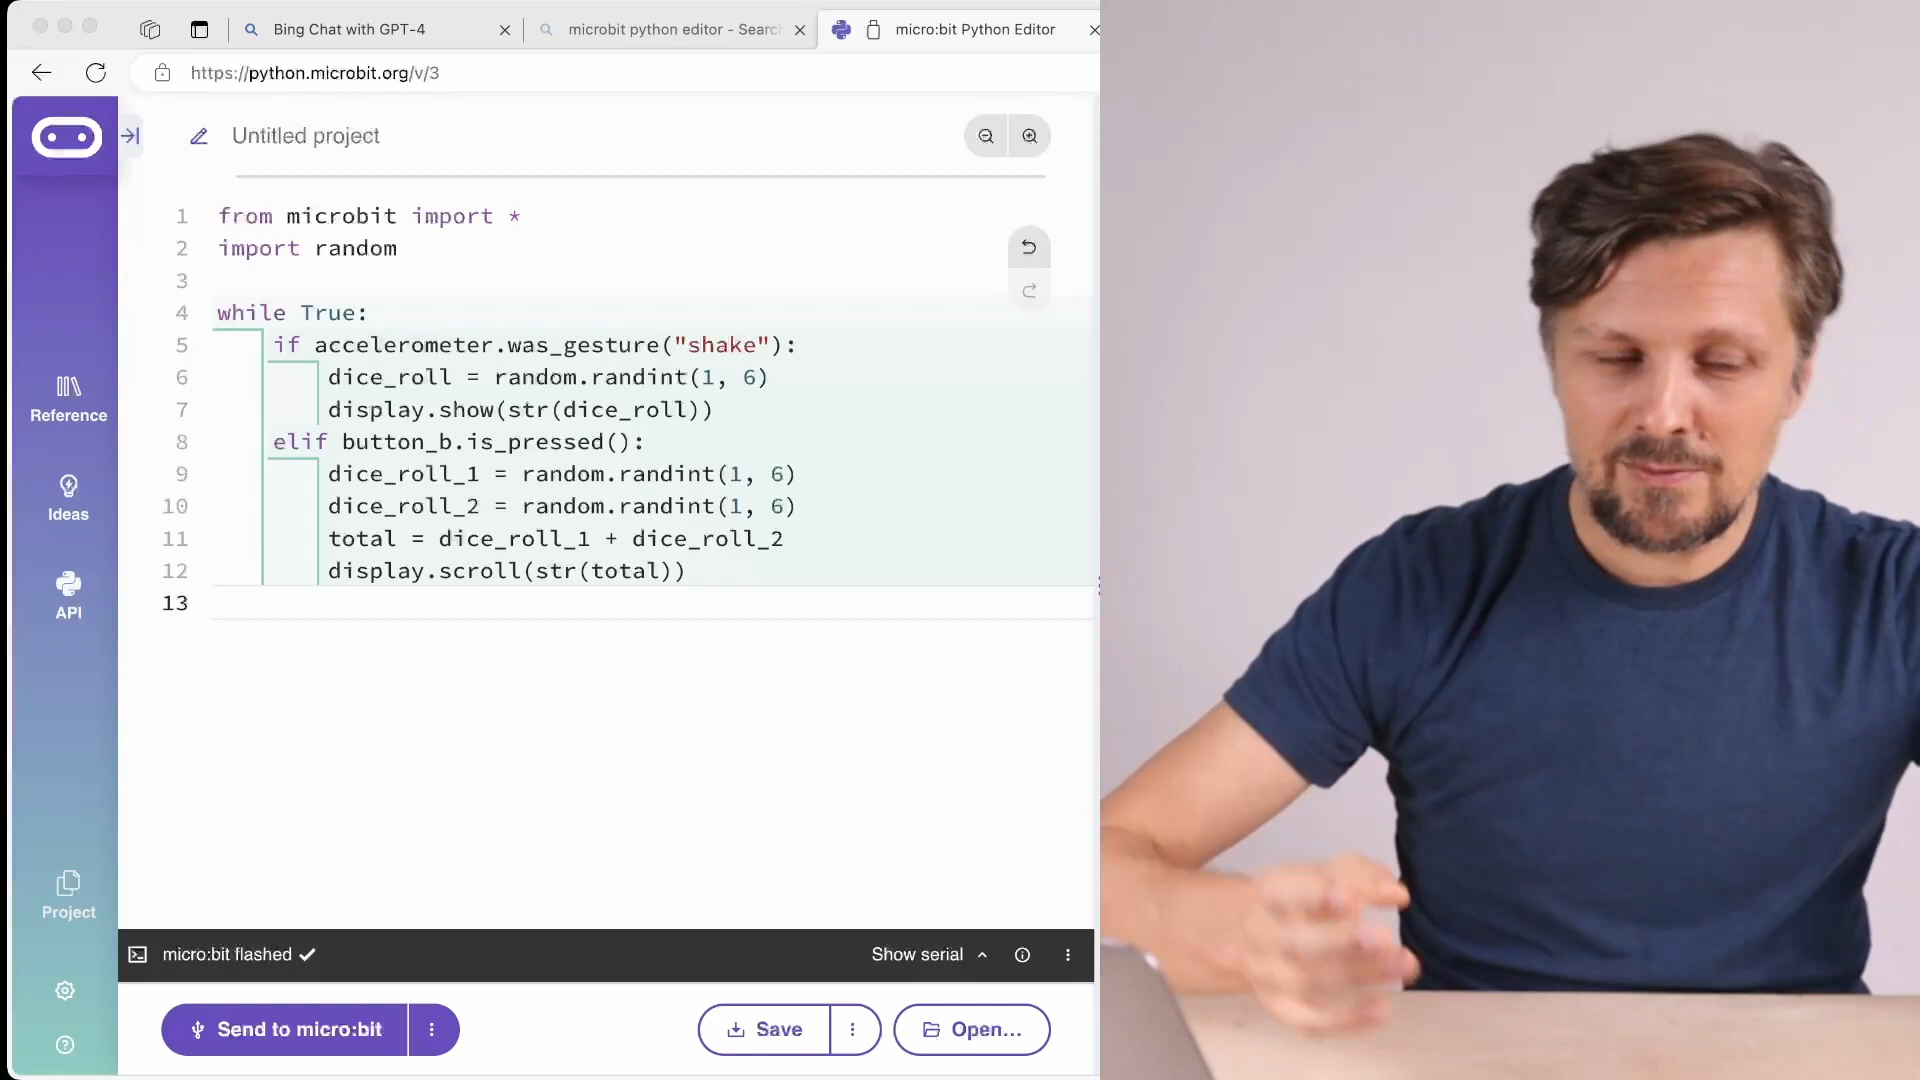 Bing Chat with GPT-4
microbit python editor - Searc
micro:bit Python Editor
https://python.microbit.org/v/3
Untitled project
1 from microbit import *
2 import random
3
4 while True:
5 if accelerometer.was_gesture("shake"):
6 dice_roll = random.randint(1, 6)
7 display.show(str(dice_roll))
8 elif button_b.is_pressed():
9 dice_roll_1 = random.randint(1, 6)
10 dice_roll_2 = random.randint(1, 6)
11 total = dice_roll_1 + dice_roll_2
12 display.scroll(str(total))
13
Reference
Ideas
API
Project
micro:bit flashed
Show serial
Send to micro:bit
Save
Open...